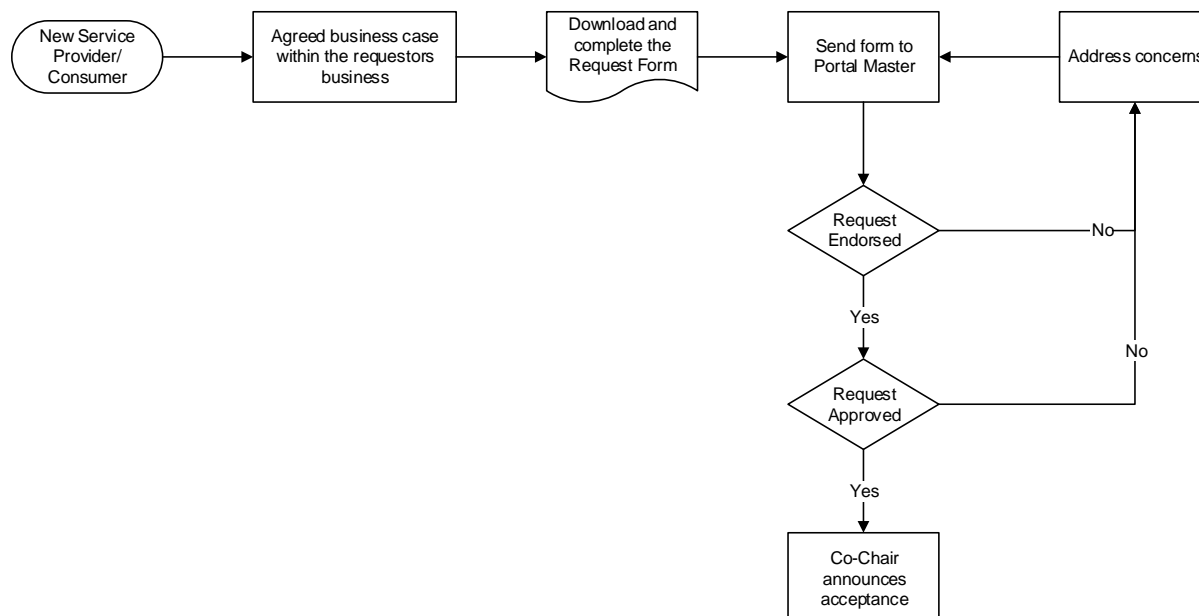 New Service
Provider/
Consumer
Agreed business case
within the requestors
business
Download and
complete the
Request Form
Send form to
Portal Master
Address concerns
Request
Endorsed
No
Yes
No
Request
Approved
Yes
Co-Chair
announces
acceptance